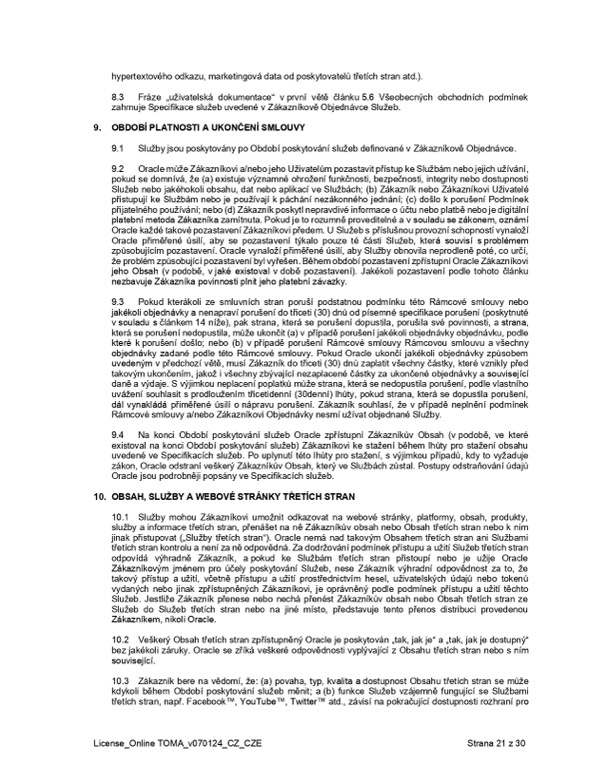 hypertextového odkazu, marketingová data od poskytovatelů třetích stran atd.).
8.3 Fráze „uživatelská dokumentace“ v první větě článku 5.6 Všeobecných obchodních podmínek
zahrnuje Specifikace služeb uvedené v Zákazníkově Objednávce Služeb.
9. OBDOBÍ PLATNOSTI A UKONČENÍ SMLOUVY
9.1 Služby jsou poskytovány po Období poskytování služeb definované v Zákazníkově Objednávce.
9.2 Oracle může Zákazníkovi a/nebo jeho Uživatelům pozastavit přístup ke Službám nebo jejich užívání,
pokud se domnívá, že (a) existuje významné ohrožení funkčnosti, bezpečnosti, integrity nebo dostupnosti
Služeb nebo jakéhokoli obsahu, dat nebo aplikací ve Službách; (b) Zákazník nebo Zákazníkovi Uživatelé
přistupují ke Službám nebo je používají k páchání nezákonného jednání; (c) došlo k porušení Podmínek
přijatelného používání; nebo (d) Zákazník poskytl nepravdivé informace o účtu nebo platbě nebo je digitální
platební metoda Zákazníka zamítnuta. Pokud je to rozumně proveditelné a v souladu se zákonem, oznámí
Oracle každé takové pozastavení Zákazníkovi předem. U Služeb s příslušnou provozní schopností vynaloží
Oracle přiměřené úsilí, aby se pozastavení týkalo pouze té části Služeb, která souvisí s problémem
způsobujícím pozastavení. Oracle vynaloží přiměřené úsilí, aby Služby obnovila neprodleně poté, co určí,
že problém způsobující pozastavení byl vyřešen. Během období pozastavení zpřístupní Oracle Zákazníkovi
jeho Obsah (v podobě, v jaké existoval v době pozastavení). Jakékoli pozastavení podle tohoto článku
nezbavuje Zákazníka povinnosti plnit jeho platební závazky.
9.3 Pokud kterákoli ze smluvních stran poruší podstatnou podmínku této Rámcové smlouvy nebo
jakékoli objednávky a nenapraví porušení do třiceti (30) dnů od písemné specifikace porušení (poskytnuté
v souladu s článkem 14 níže), pak strana, která se porušení dopustila, porušila své povinnosti, a strana,
která se porušení nedopustila, může ukončit (a) v případě porušení jakékoli objednávky objednávku, podle
které k porušení došlo; nebo (b) v případě porušení Rámcové smlouvy Rámcovou smlouvu a všechny
objednávky zadané podle této Rámcové smlouvy. Pokud Oracle ukončí jakékoli objednávky způsobem
uvedeným v předchozí větě, musí Zákazník do třiceti (30) dnů zaplatit všechny částky, které vznikly před
takovým ukončením, jakož i všechny zbývající nezaplacené částky za ukončené objednávky a související
daně a výdaje. S výjimkou neplacení poplatků může strana, která se nedopustila porušení, podle vlastního
uvážení souhlasit s prodloužením třicetidenní (30denní) lhůty, pokud strana, která se dopustila porušení,
dál vynakládá přiměřené úsilí o nápravu porušení. Zákazník souhlasí, že v případě neplnění podmínek
Rámcové smlouvy a/nebo Zákazníkovi Objednávky nesmí užívat objednané Služby.
9.4 Na konci Období poskytování služeb Oracle zpřístupní Zákazníkův Obsah (v podobě, ve které
existoval na konci Období poskytování služeb) Zákazníkovi ke stažení během lhůty pro stažení obsahu
uvedené ve Specifikacích služeb. Po uplynutí této lhůty pro stažení, s výjimkou případů, kdy to vyžaduje
zákon, Oracle odstraní veškerý Zákazníkův Obsah, který ve Službách zůstal. Postupy odstraňování údajů
Oracle jsou podrobněji popsány ve Specifikacích služeb.
10. OBSAH, SLUŽBY A WEBOVÉ STRÁNKY TŘETÍCH STRAN
10.1 Služby mohou Zákazníkovi umožnit odkazovat na webové stránky, platformy, obsah, produkty,
služby a informace třetích stran, přenášet na ně Zákazníkův obsah nebo Obsah třetích stran nebo k nim
jinak přistupovat („Služby třetích stran“). Oracle nemá nad takovým Obsahem třetích stran ani Službami
třetích stran kontrolu a není za ně odpovědná. Za dodržování podmínek přístupu a užití Služeb třetích stran
odpovídá výhradně Zákazník, a pokud ke Službám třetích stran přistoupí nebo je užije Oracle
Zákazníkovým jménem pro účely poskytování Služeb, nese Zákazník výhradní odpovědnost za to, že
takový přístup a užití, včetně přístupu a užití prostřednictvím hesel, uživatelských údajů nebo tokenů
vydaných nebo jinak zpřístupněných Zákazníkovi, je oprávněný podle podmínek přístupu a užití těchto
Služeb. Jestliže Zákazník přenese nebo nechá přenést Zákazníkův obsah nebo Obsah třetích stran ze
Služeb do Služeb třetích stran nebo na jiné místo, představuje tento přenos distribuci provedenou
Zákazníkem, nikoli Oracle.
10.2 Veškerý Obsah třetích stran zpřístupněný Oracle je poskytován „tak, jak je“ a „tak, jak je dostupný“
bez jakékoli záruky. Oracle se zříká veškeré odpovědnosti vyplývající z Obsahu třetích stran nebo s ním
související.
10.3 Zákazník bere na vědomí, že: (a) povaha, typ, kvalita a dostupnost Obsahu třetích stran se může
kdykoli během Období poskytování služeb měnit; a (b) funkce Služeb vzájemně fungující se Službami
třetích stran, např. Facebook™, YouTube™, Twitter™ atd., závisí na pokračující dostupnosti rozhraní pro
License_Online TOMA_v070124_CZ_CZE Strana 21 z 30